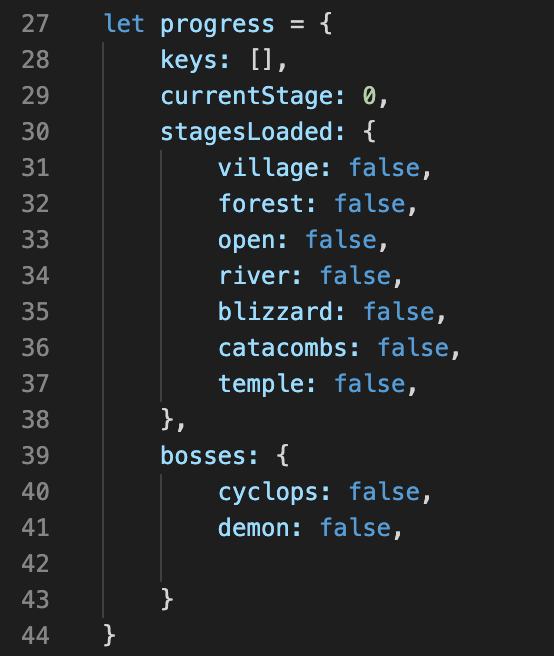 27 let progress = {
28     keys: [],
29     currentStage: 0,
30     stagesLoaded: {
31         village: false,
32         forest: false,
33         open: false,
34         river: false,
35         blizzard: false,
36         catacombs: false,
37         temple: false,
38     },
39     bosses: {
40         cyclops: false,
41         demon: false,
42
43     }
44 }